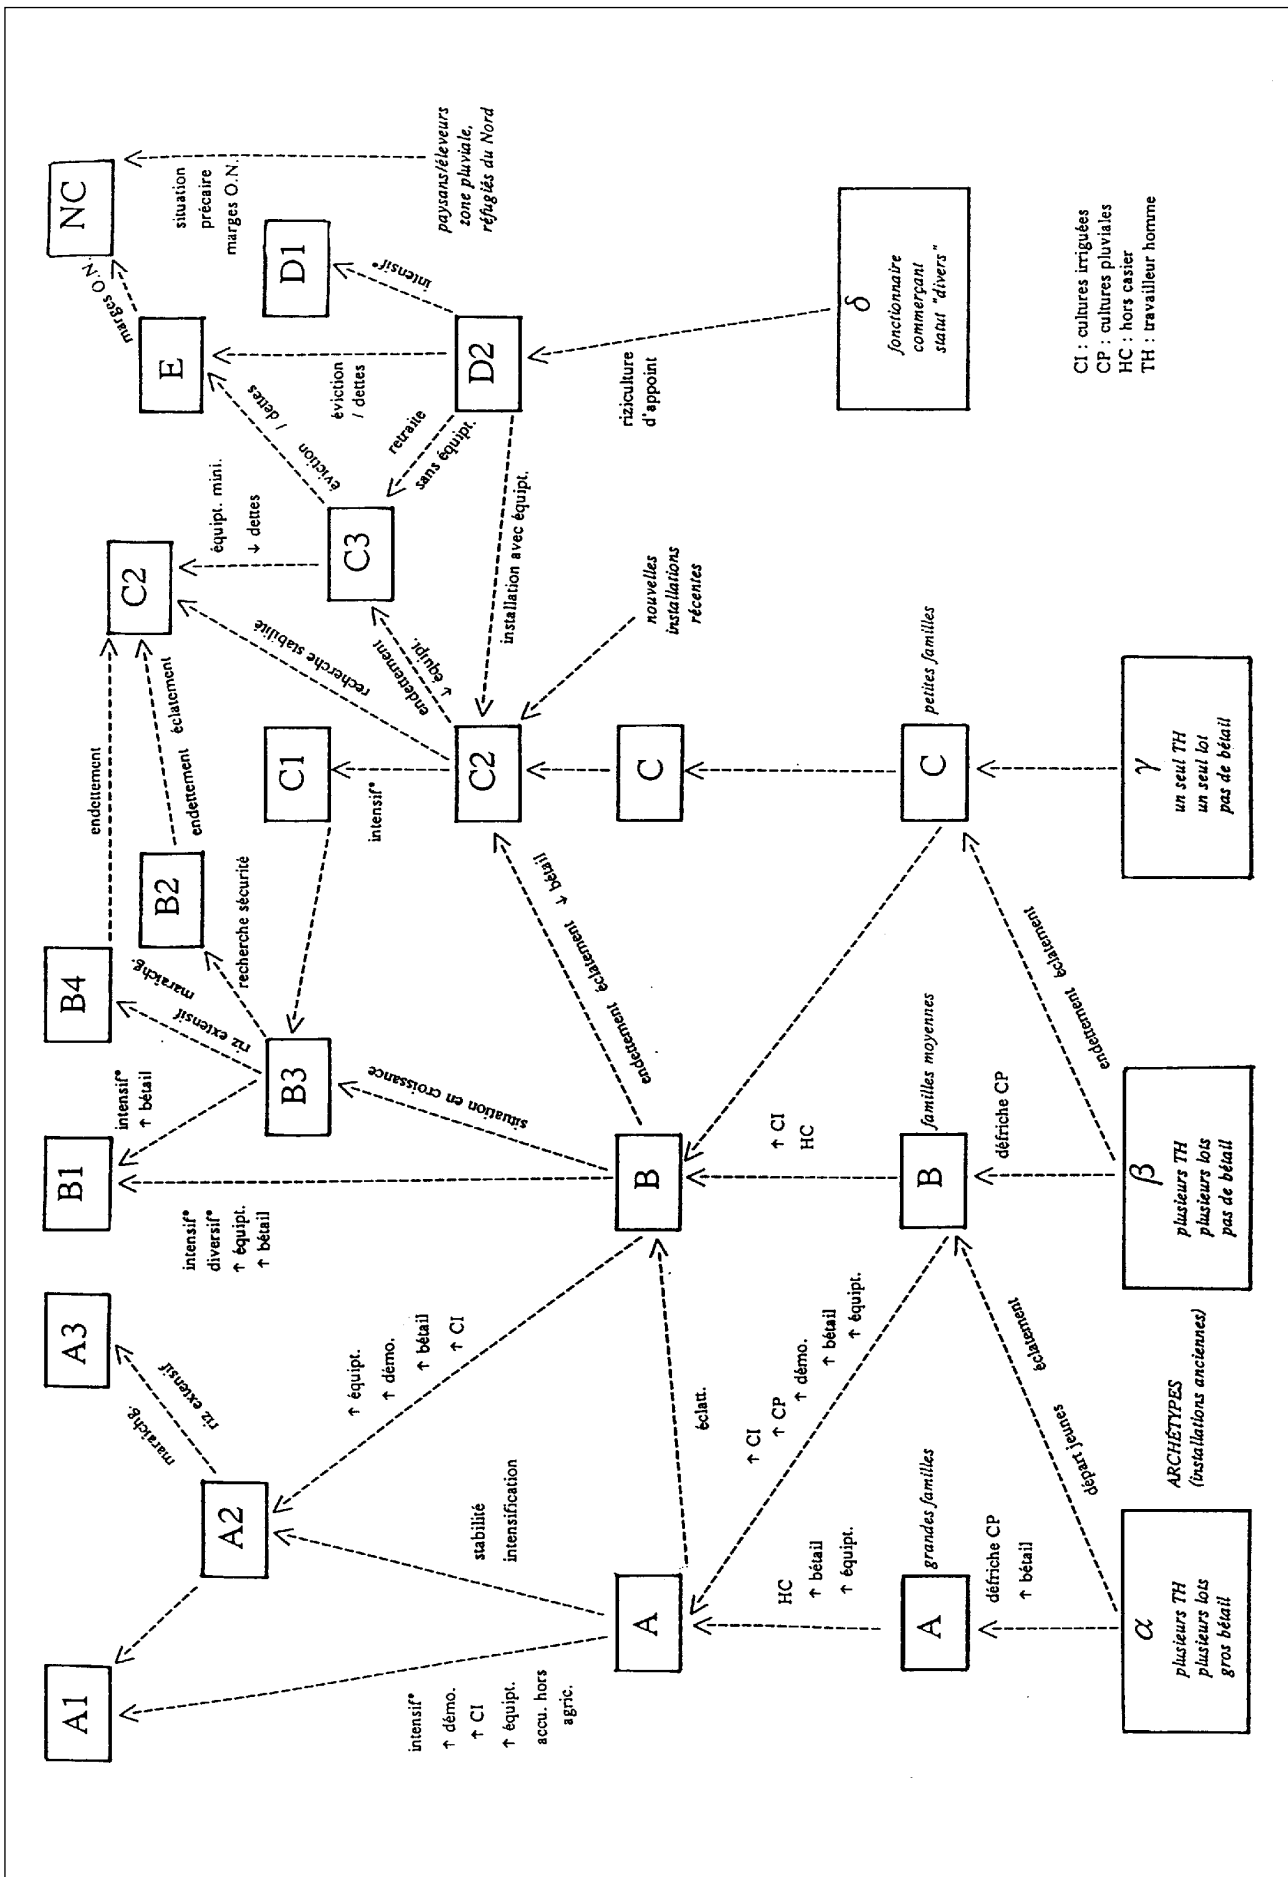 A1
A3
B1
B4
NC
A2
maraîchg.
riz extensif
intensif°
↑ bétail
riz extensif
maraîchg.
B2
endettement
C2
E
marges O.N.
situation
précaire
marges O.N.
intensif°
diversif°
↑ équipt.
↑ bétail
B3
recherche sécurité
endettement éclatement
C1
équipt. mini.
↓ dettes
C3
éviction
/ dettes
éviction
/ dettes
D1
↑ équipt.
↑ démo.
↑ bétail
↑ CI
situation en croissance
intensif°
recherche stabilité
endettement
↓ équipt.
retraite
sans équipt.
intensif°
paysans/éleveurs
zone pluviale,
réfugiés du Nord
intensif°
↑ démo.
↑ CI
↑ équipt.
accu. hors
agric.
stabilité
intensification
C2
installation avec équipt.
D2
endettement éclatement ↓ bétail
A
éclatt.
B
C
nouvelles
installations
récentes
riziculture
d'appoint
HC
↑ bétail
↑ équipt.
↑ CI
↑ CP
↑ démo.
↑ bétail
↑ équipt.
↑ CI
HC
A
grandes familles
B
familles moyennes
C
petites familles
δ
fonctionnaire
commerçant
statut "divers"
défriche CP
↑ bétail
départ jeunes
éclatement
défriche CP
endettement éclatement
α
plusieurs TH
plusieurs lots
gros bétail
ARCHÉTYPES
(installations anciennes)
β
plusieurs TH
plusieurs lots
pas de bétail
γ
un seul TH
un seul lot
pas de bétail
CI : cultures irriguées
CP : cultures pluviales
HC : hors casier
TH : travailleur homme